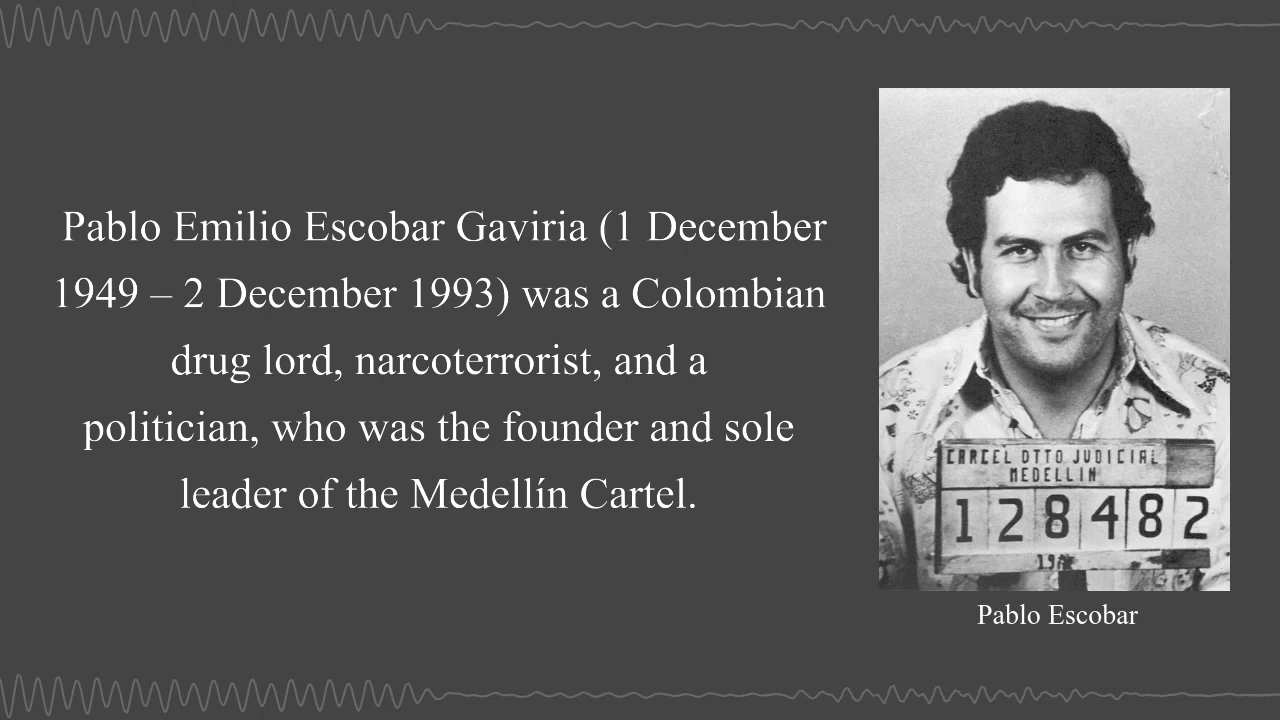 Pablo Emilio Escobar Gaviria (1 December
1949 – 2 December 1993) was a Colombian
drug lord, narcoterrorist, and a
politician, who was the founder and sole
leader of the Medellín Cartel.
CARCEL DTTO JUDICIAL
MEDELLIN
128482
Pablo Escobar